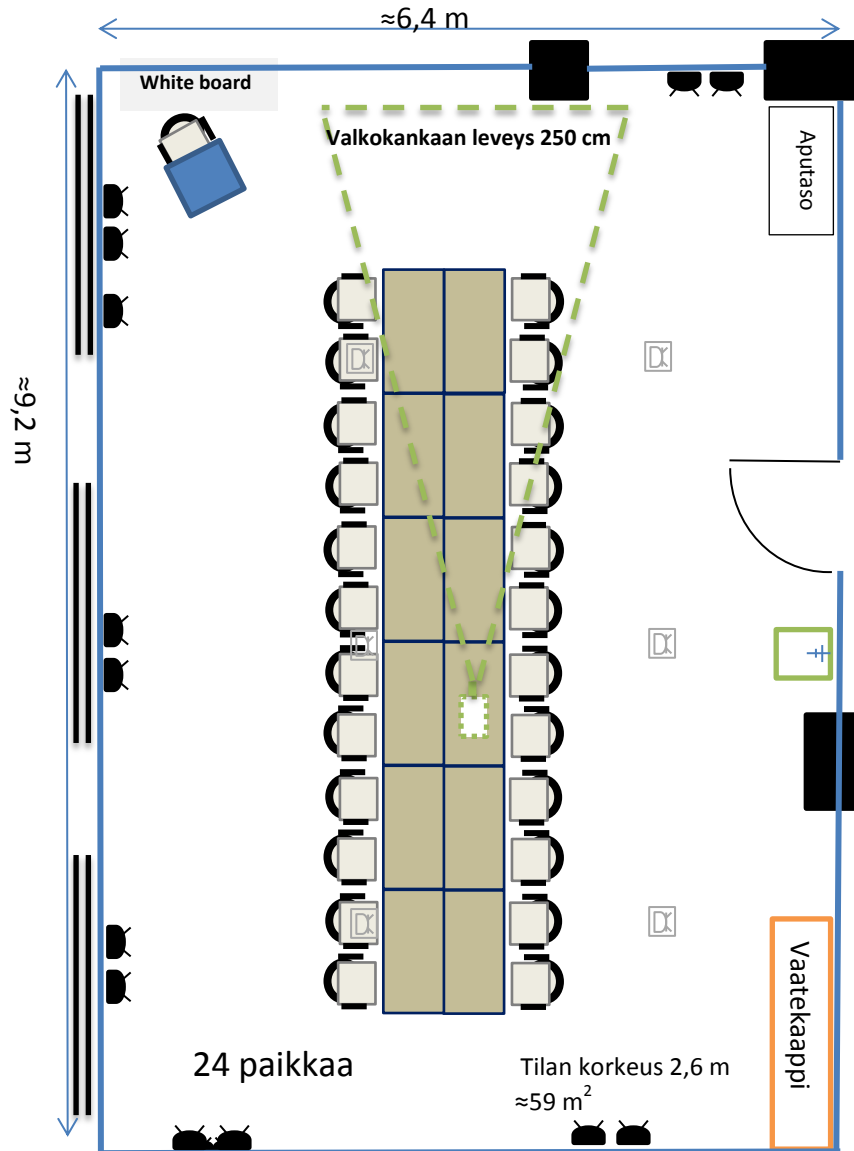 ≈6,4 m
White board
Valkokankaan leveys 250 cm
Aputaso
≈9,2 m
Vaatekaappi
24 paikkaa
Tilan korkeus 2,6 m
≈59 m²